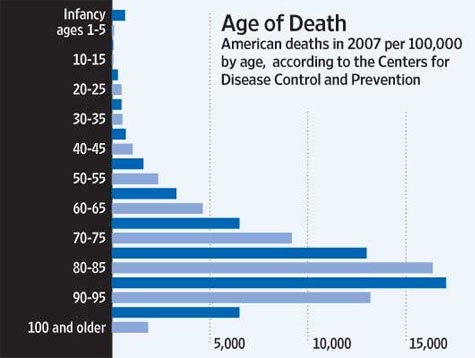 Infancy
ages 1-5
10-15
20-25
30-35
40-45
50-55
60-65
70-75
80-85
90-95
100 and older
Age of Death
American deaths in 2007 per 100,000
by age, according to the Centers for
Disease Control and Prevention
5,000
10,000
15,000